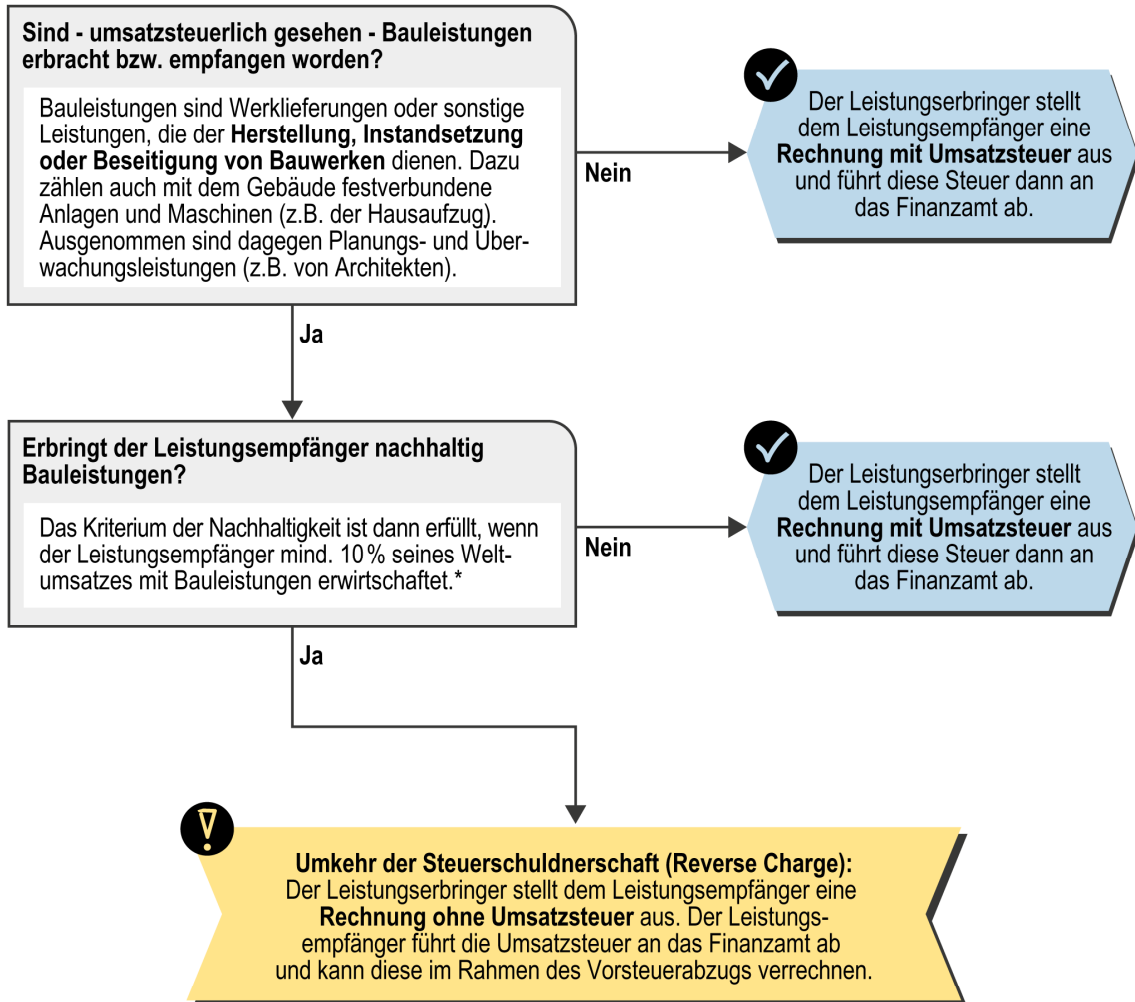 Sind - umsatzsteuerlich gesehen - Bauleistungen
erbracht bzw. empfangen worden?
Bauleistungen sind Werklieferungen oder sonstige
Leistungen, die der Herstellung, Instandsetzung
oder Beseitigung von Bauwerken dienen. Dazu
zählen auch mit dem Gebäude festverbundene
Anlagen und Maschinen (z.B. der Hausaufzug).
Ausgenommen sind dagegen Planungs- und Über-
wachungsleistungen (z.B. von Architekten).
Nein
Der Leistungserbringer stellt
dem Leistungsempfänger eine
Rechnung mit Umsatzsteuer aus
und führt diese Steuer dann an
das Finanzamt ab.
Ja
Erbringt der Leistungsempfänger nachhaltig
Bauleistungen?
Das Kriterium der Nachhaltigkeit ist dann erfüllt, wenn
der Leistungsempfänger mind. 10 % seines Welt-
umsatzes mit Bauleistungen erwirtschaftet.*
Nein
Der Leistungserbringer stellt
dem Leistungsempfänger eine
Rechnung mit Umsatzsteuer aus
und führt diese Steuer dann an
das Finanzamt ab.
Ja
Umkehr der Steuerschuldnerschaft (Reverse Charge):
Der Leistungserbringer stellt dem Leistungsempfänger eine
Rechnung ohne Umsatzsteuer aus. Der Leistungs-
empfänger führt die Umsatzsteuer an das Finanzamt ab
und kann diese im Rahmen des Vorsteuerabzugs verrechnen.